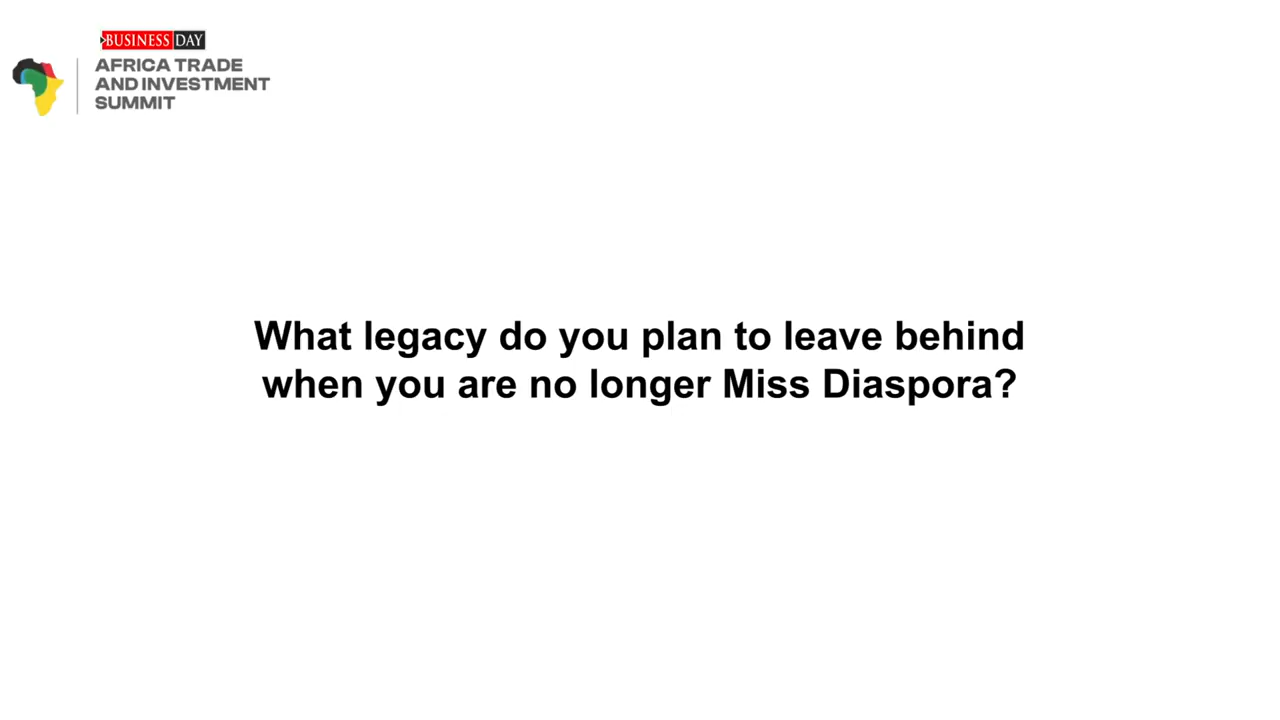 BUSINESS DAY
AFRICA TRADE
AND INVESTMENT
SUMMIT
What legacy do you plan to leave behind
when you are no longer Miss Diaspora?